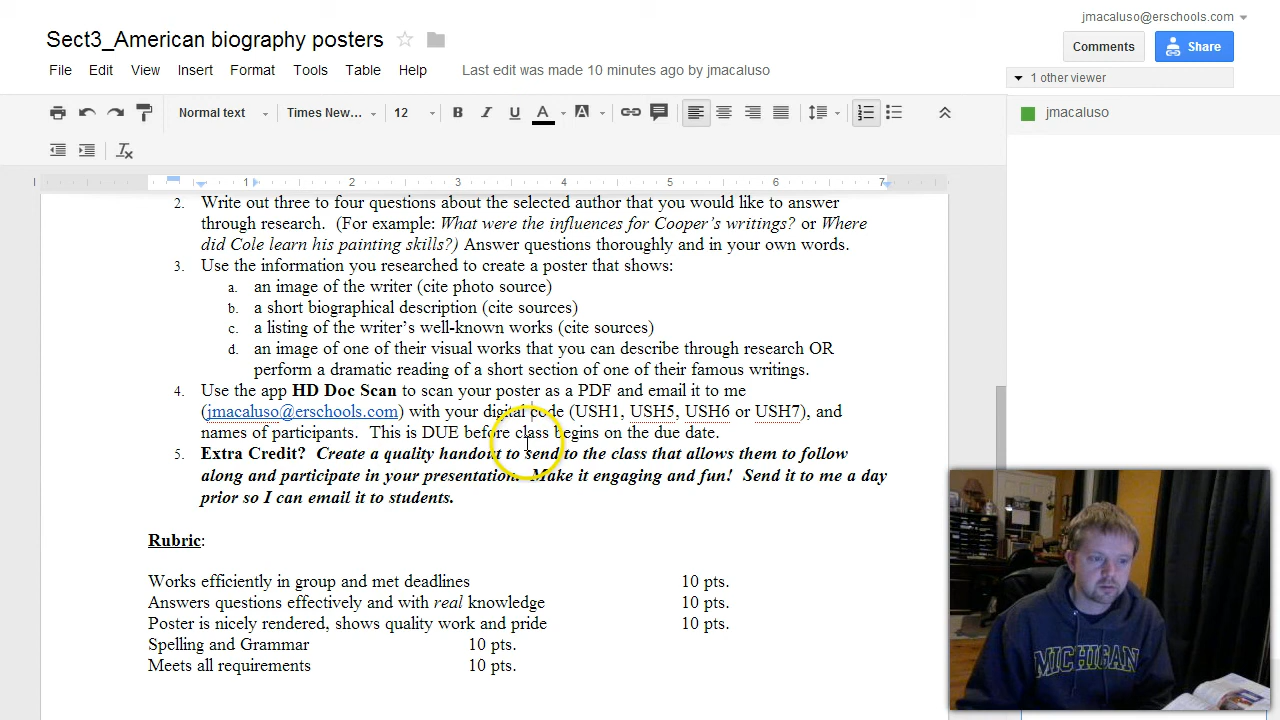 jmacaluso@erschools.com
Sect3_American biography posters
Comments
Share
File Edit View Insert Format Tools Table Help Last edit was made 10 minutes ago by jmacaluso
1 other viewer
Normal text Times New... 12 B I U A A
jmacaluso
1 2 3 4 5 6 7
2. Write out three to four questions about the selected author that you would like to answer
through research. (For example: What were the influences for Cooper's writings? or Where
did Cole learn his painting skills?) Answer questions thoroughly and in your own words.
3. Use the information you researched to create a poster that shows:
a. an image of the writer (cite photo source)
b. a short biographical description (cite sources)
c. a listing of the writer's well-known works (cite sources)
d. an image of one of their visual works that you can describe through research OR
perform a dramatic reading of a short section of one of their famous writings.
4. Use the app HD Doc Scan to scan your poster as a PDF and email it to me
(jmacaluso@erschools.com) with your digital code (USH1, USH5, USH6 or USH7), and
names of participants. This is DUE before class begins on the due date.
5. Extra Credit? Create a quality handout to send to the class that allows them to follow
along and participate in your presentation. Make it engaging and fun! Send it to me a day
prior so I can email it to students.
Rubric:
Works efficiently in group and met deadlines 10 pts.
Answers questions effectively and with real knowledge 10 pts.
Poster is nicely rendered, shows quality work and pride 10 pts.
Spelling and Grammar 10 pts.
Meets all requirements 10 pts.
MICHIGAN